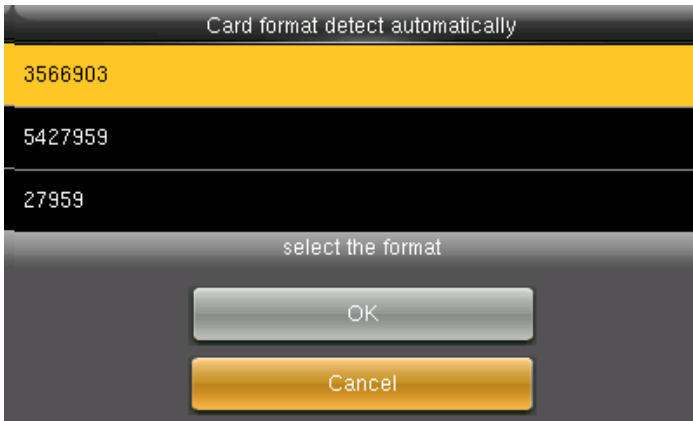 Card format detect automatically
3566903
5427959
27959
select the format
OK
Cancel